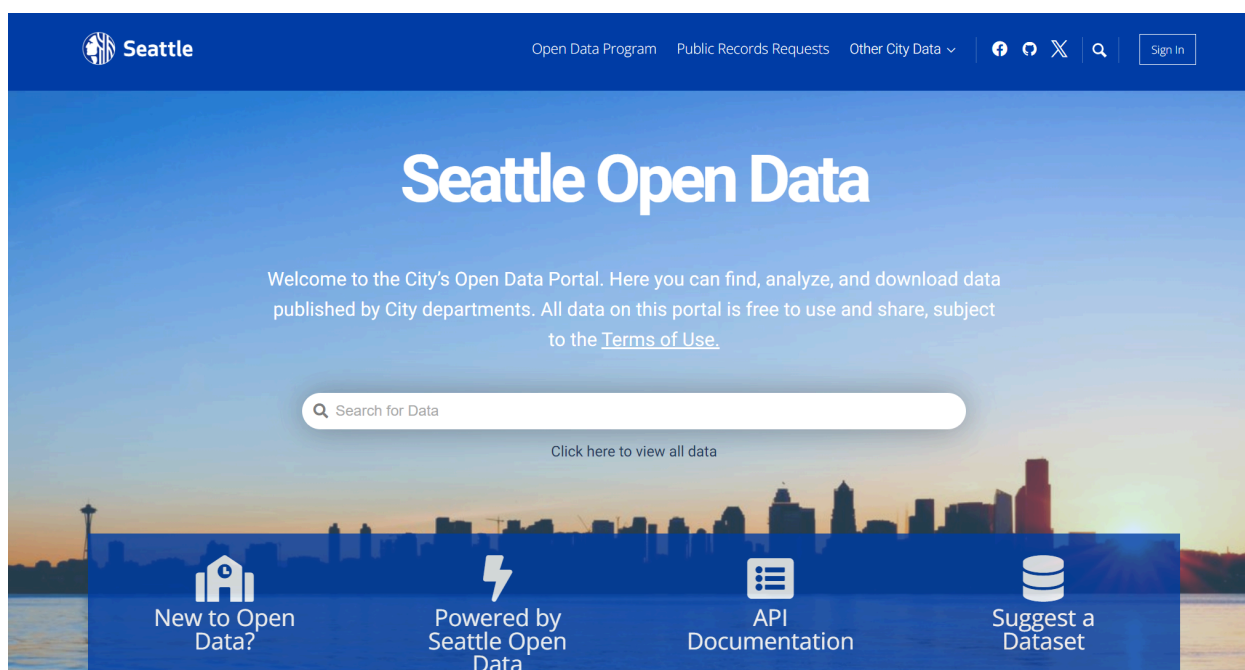 Seattle
Open Data Program Public Records Requests Other City Data
Sign In
Seattle Open Data
Welcome to the City’s Open Data Portal. Here you can find, analyze, and download data
published by City departments. All data on this portal is free to use and share, subject
to the Terms of Use.
Search for Data
Click here to view all data
New to Open
Data?
Powered by
Seattle Open
Data
API
Documentation
Suggest a
Dataset